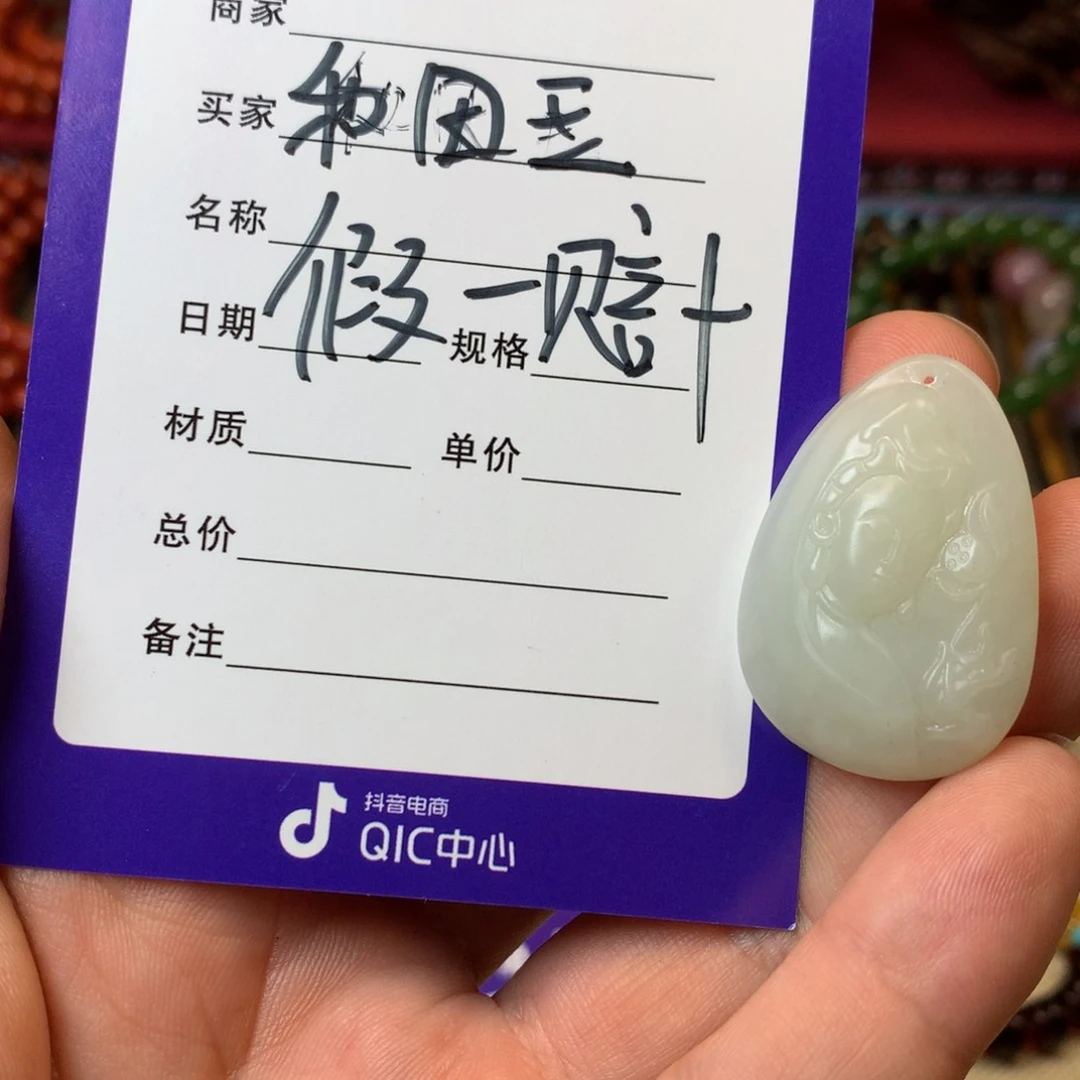 商家
买家 和田玉
名称
假一赔十
日期 规格
材质 单价
总价
备注
抖音电商
QIC中心